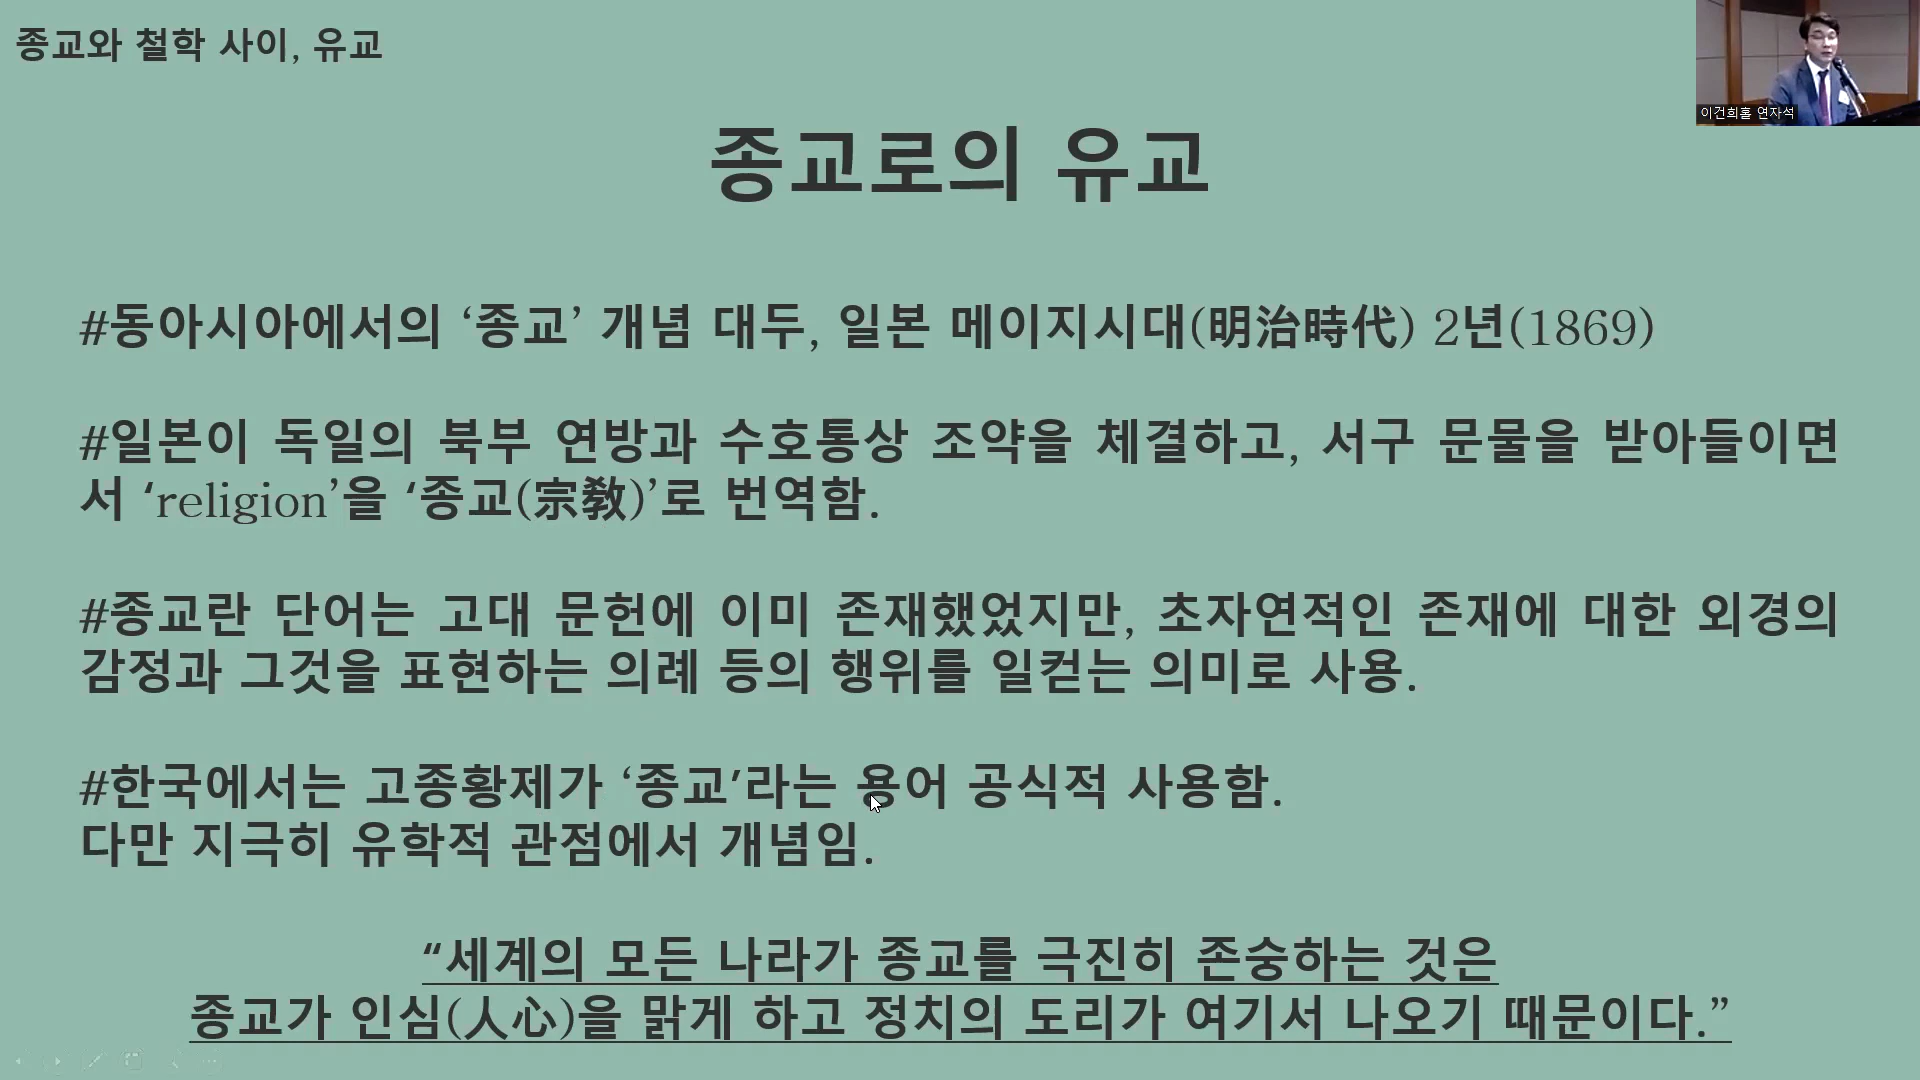 종교와 철학 사이, 유교
이건희홀 연자석
종교로의 유교
#동아시아에서의 ‘종교’ 개념 대두, 일본 메이지시대(明治時代) 2년(1869)
#일본이 독일의 북부 연방과 수호통상 조약을 체결하고, 서구 문물을 받아들이면
서 ‘religion’을 ‘종교(宗敎)’로 번역함.
#종교란 단어는 고대 문헌에 이미 존재했었지만, 초자연적인 존재에 대한 외경의
감정과 그것을 표현하는 의례 등의 행위를 일컫는 의미로 사용.
#한국에서는 고종황제가 ‘종교’라는 용어 공식적 사용함.
다만 지극히 유학적 관점에서 개념임.
“세계의 모든 나라가 종교를 극진히 존숭하는 것은
종교가 인심(人心)을 맑게 하고 정치의 도리가 여기서 나오기 때문이다.”